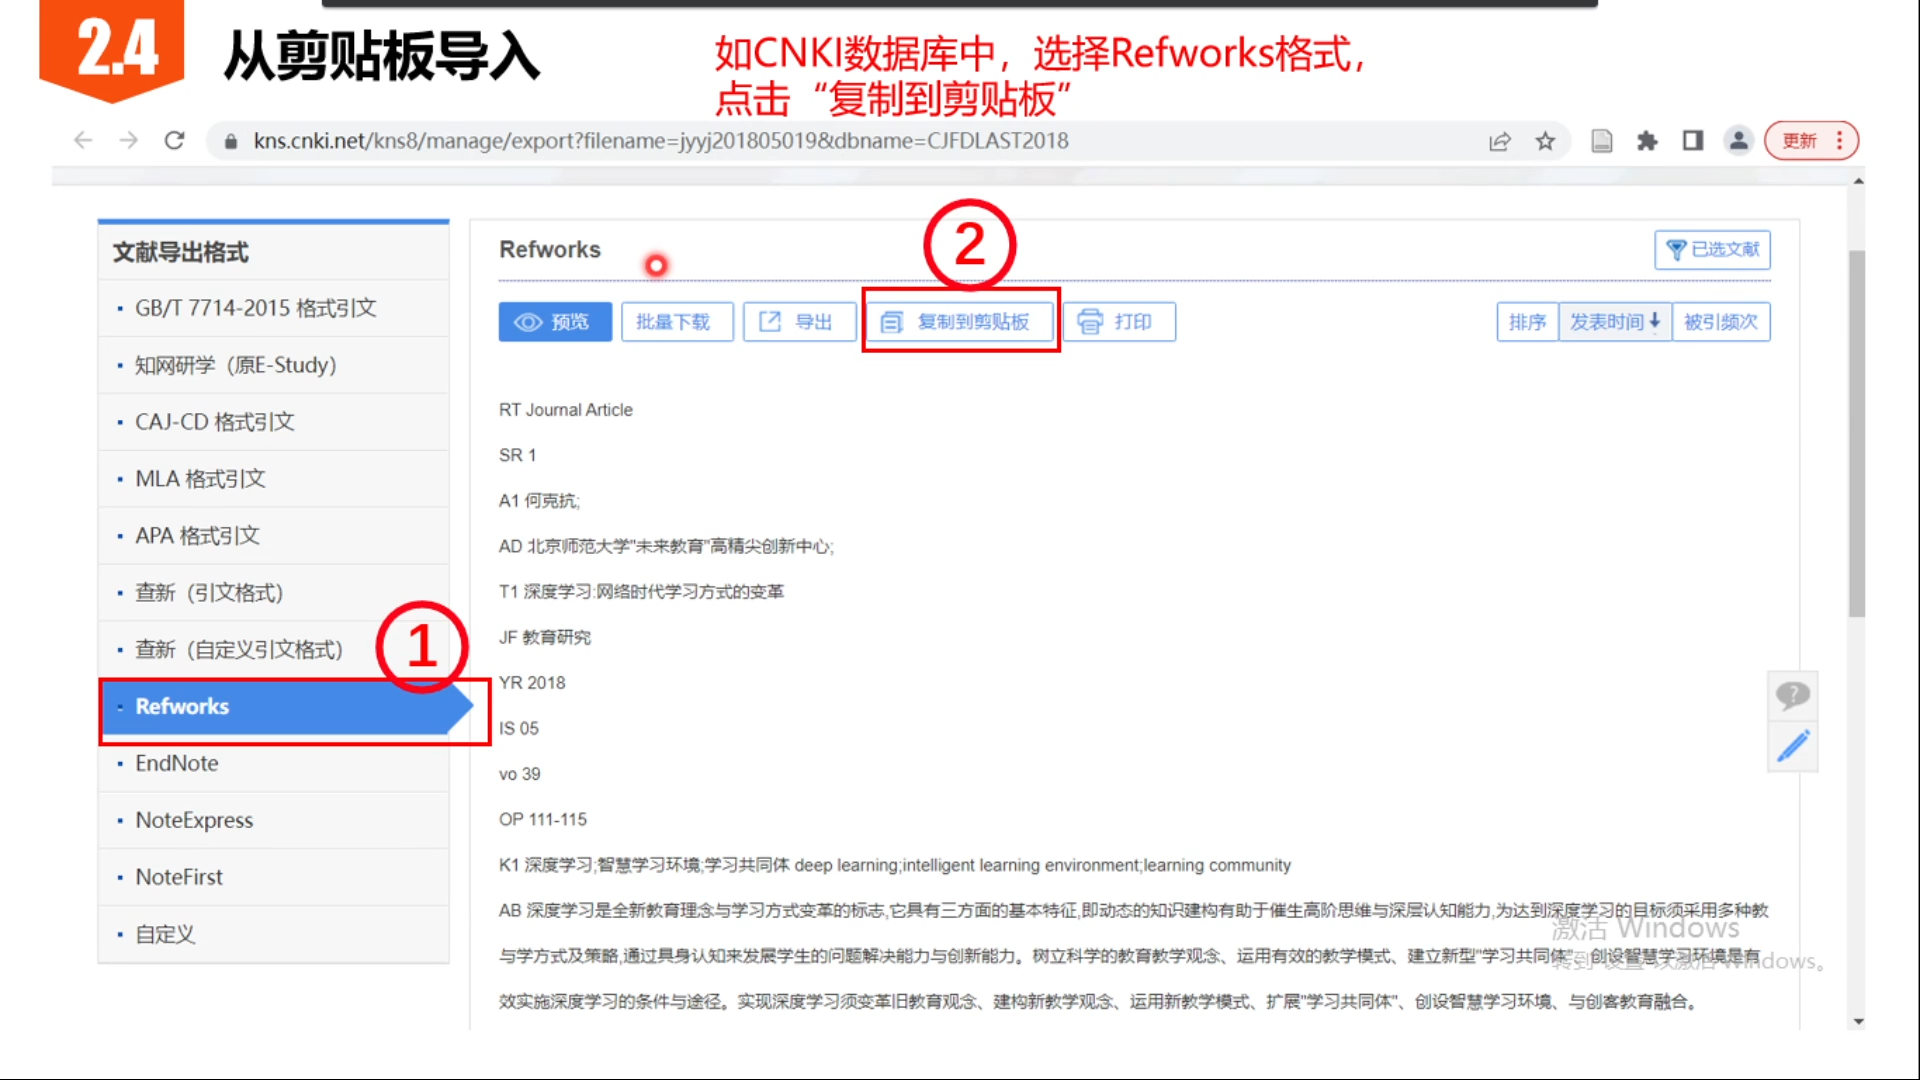 2.4
从剪贴板导入
如CNKI数据库中，选择Refworks格式，
点击“复制到剪贴板”
kns.cnki.net/kns8/manage/export?filename=jyyj201805019&dbname=CJFDLAST2018
更新
文献导出格式
GB/T 7714-2015 格式引文
知网研学（原E-Study）
CAJ-CD 格式引文
MLA 格式引文
APA 格式引文
查新（引文格式）
查新（自定义引文格式）
1
Refworks
EndNote
NoteExpress
NoteFirst
自定义
Refworks
2
已选文献
预览
批量下载
导出
复制到剪贴板
打印
排序
发表时间
被引频次
RT Journal Article
SR 1
A1 何克抗;
AD 北京师范大学"未来教育"高精尖创新中心;
T1 深度学习:网络时代学习方式的变革
JF 教育研究
YR 2018
IS 05
vo 39
OP 111-115
K1 深度学习;智慧学习环境;学习共同体 deep learning;intelligent learning environment;learning community
AB 深度学习是全新教育理念与学习方式变革的标志,它具有三方面的基本特征,即动态的知识建构有助于催生高阶思维与深层认知能力,为达到深度学习的目标须采用多种教
与学方式及策略,通过具身认知来发展学生的问题解决能力与创新能力。树立科学的教育教学观念、运用有效的教学模式、建立新型"学习共同体"、创设智慧学习环境是有
效实施深度学习的条件与途径。实现深度学习须变革旧教育观念、建构新教学观念、运用新教学模式、扩展"学习共同体"、创设智慧学习环境、与创客教育融合。
激活 Windows
转到"设置"以激活 Windows。